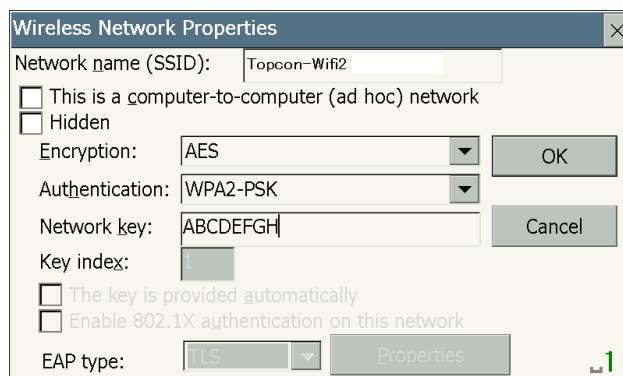 Wireless Network Properties
Network name (SSID): Topcon-Wifi2
This is a computer-to-computer (ad hoc) network
Hidden
Encryption: AES
OK
Authentication: WPA2-PSK
Network key: ABCDEFGH
Cancel
Key index: 1
The key is provided automatically
Enable 802.1X authentication on this network
EAP type: TLS Properties
1